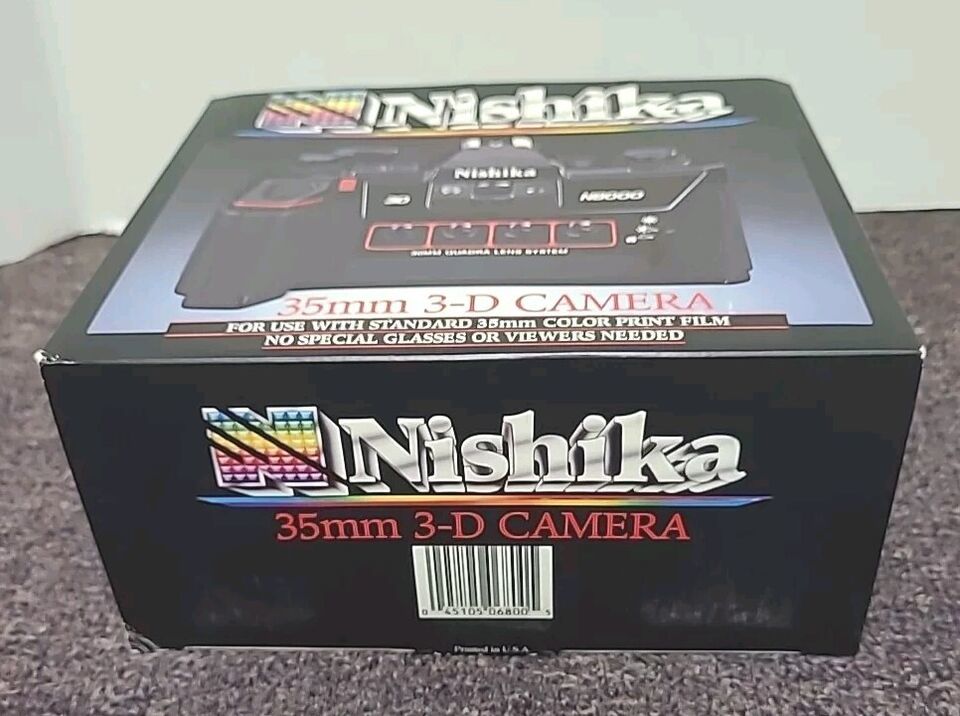 Nishika
Nishika
3D
N8000
30MM QUADRA LENS SYSTEM
35mm 3-D CAMERA
FOR USE WITH STANDARD 35mm COLOR PRINT FILM
NO SPECIAL GLASSES OR VIEWERS NEEDED
N Nishika
35mm 3-D CAMERA
0 45105 06800 5
Printed in U.S.A.